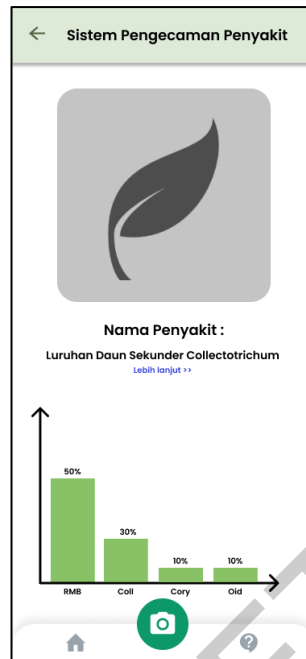 Sistem Pengecaman Penyakit
Nama Penyakit :
Luruhan Daun Sekunder Collectotrichum
Lebih lanjut >>
50%
30%
10%
10%
RMB
Coll
Cory
Oid
?